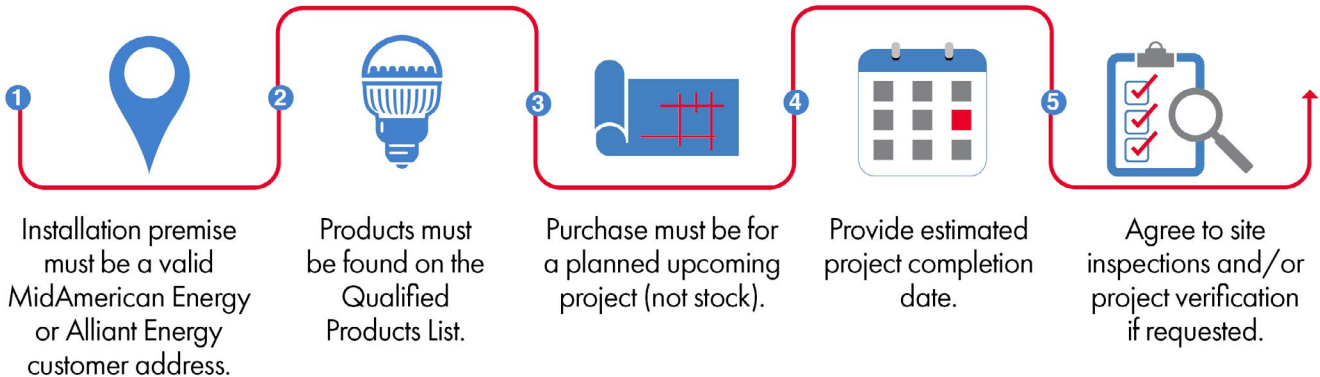 1
Installation premise
must be a valid
MidAmerican Energy
or Alliant Energy
customer address.
2
Products must
be found on the
Qualified
Products List.
3
Purchase must be for
a planned upcoming
project (not stock).
4
Provide estimated
project completion
date.
5
Agree to site
inspections and/or
project verification
if requested.